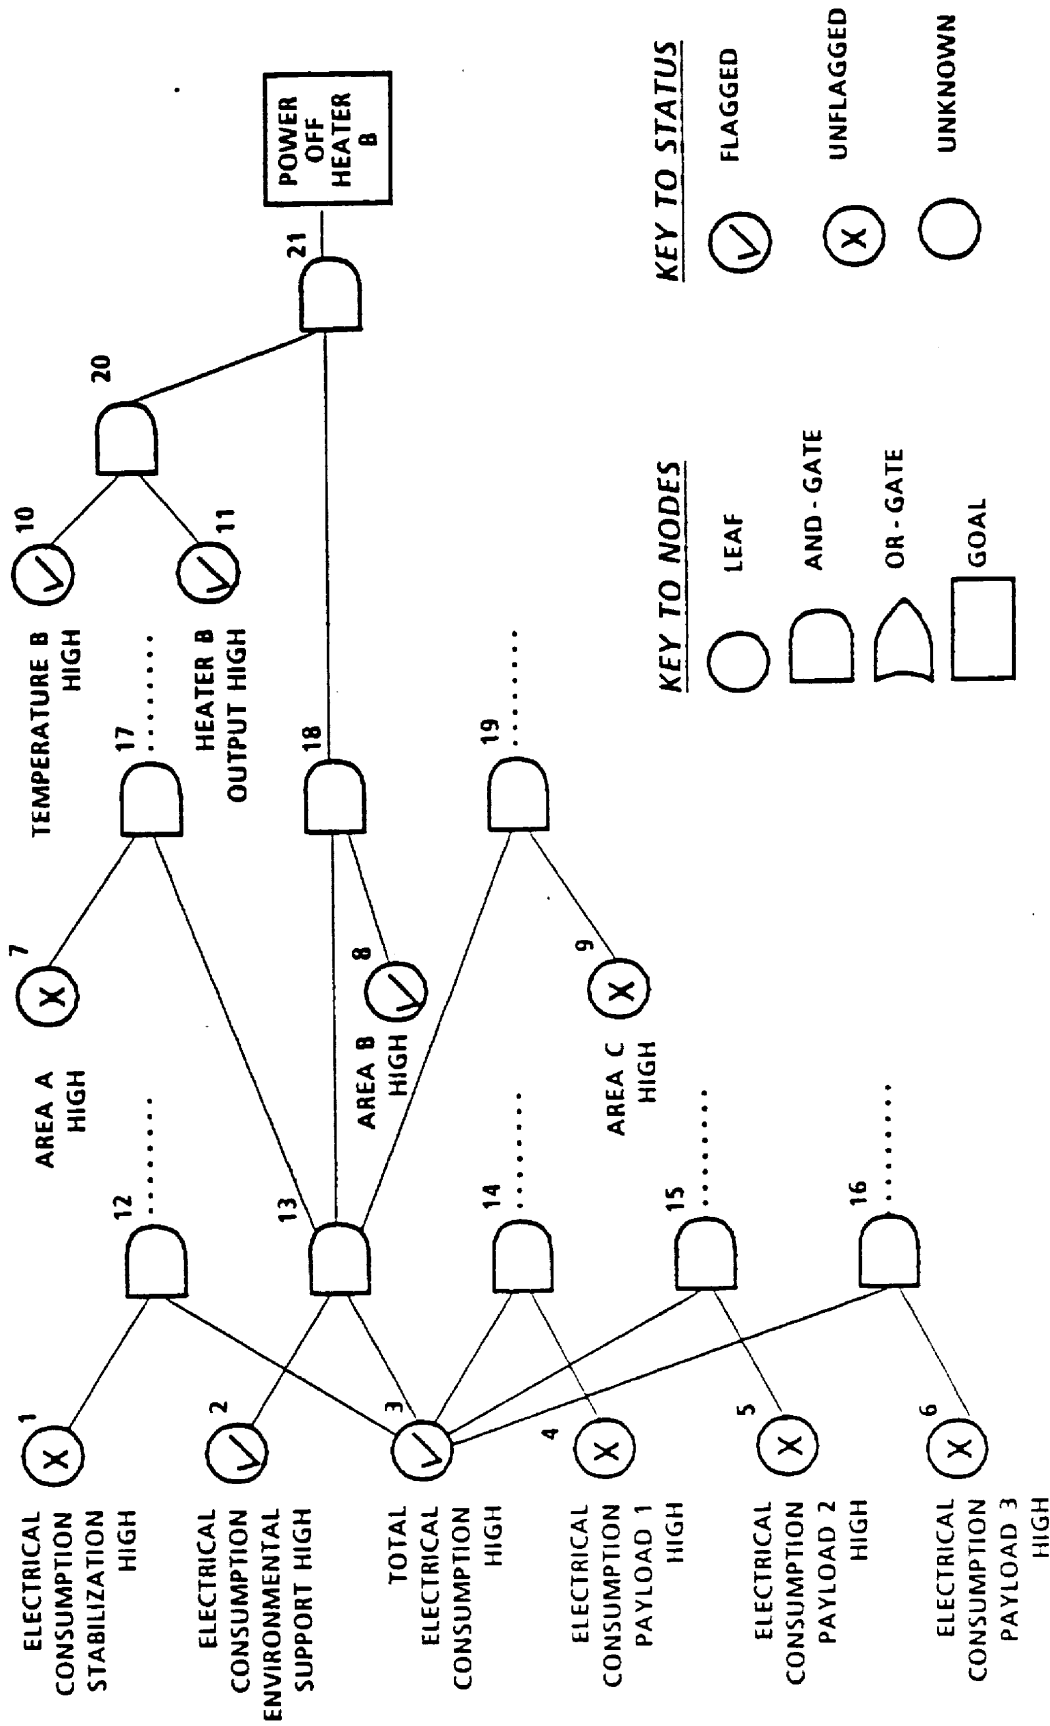 ELECTRICAL
CONSUMPTION
STABILIZATION
HIGH
1
ELECTRICAL
CONSUMPTION
ENVIRONMENTAL
SUPPORT HIGH
2
TOTAL
ELECTRICAL
CONSUMPTION
HIGH
3
ELECTRICAL
CONSUMPTION
PAYLOAD 1
HIGH
4
ELECTRICAL
CONSUMPTION
PAYLOAD 2
HIGH
5
ELECTRICAL
CONSUMPTION
PAYLOAD 3
HIGH
6
12
13
14
15
16
AREA A
HIGH
7
AREA B
HIGH
8
AREA C
HIGH
9
17
18
19
TEMPERATURE B
HIGH
10
HEATER B
OUTPUT HIGH
11
20
21
POWER
OFF
HEATER
B
KEY TO NODES
LEAF
AND - GATE
OR - GATE
GOAL
KEY TO STATUS
FLAGGED
UNFLAGGED
UNKNOWN